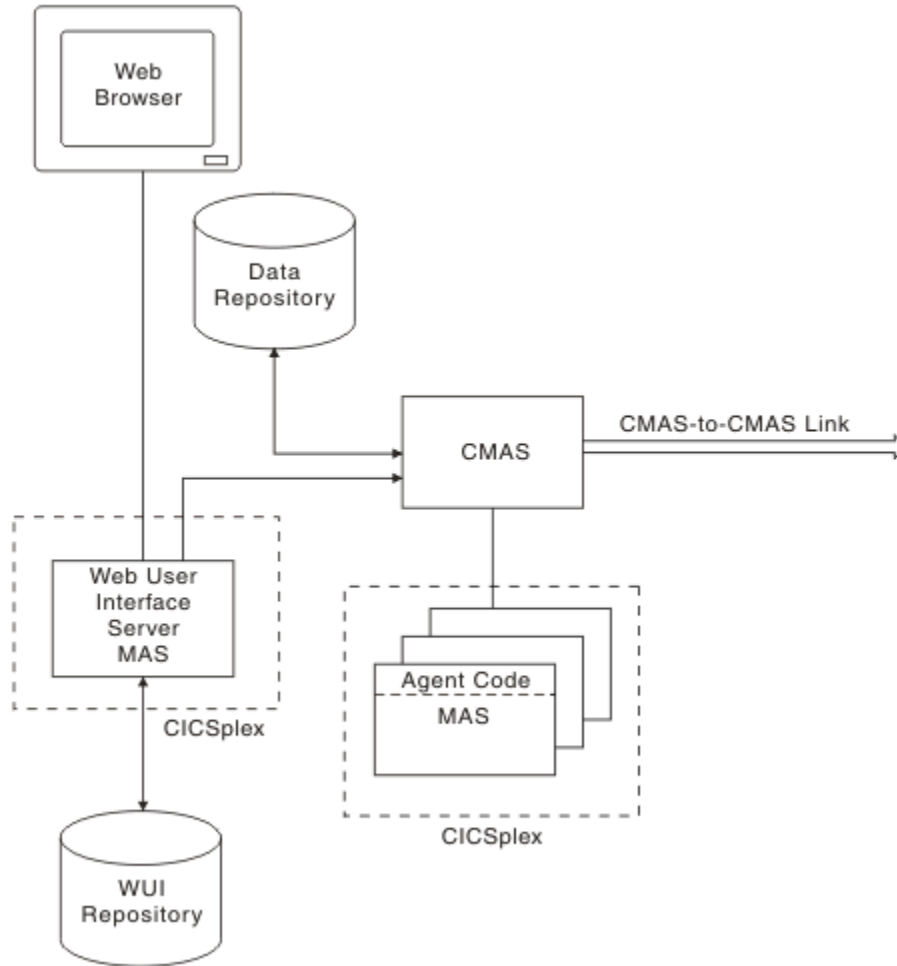 Web
Browser
Data
Repository
CMAS-to-CMAS Link
CMAS
Web User
Interface
Server
MAS
CICSplex
Agent Code
MAS
CICSplex
WUI
Repository